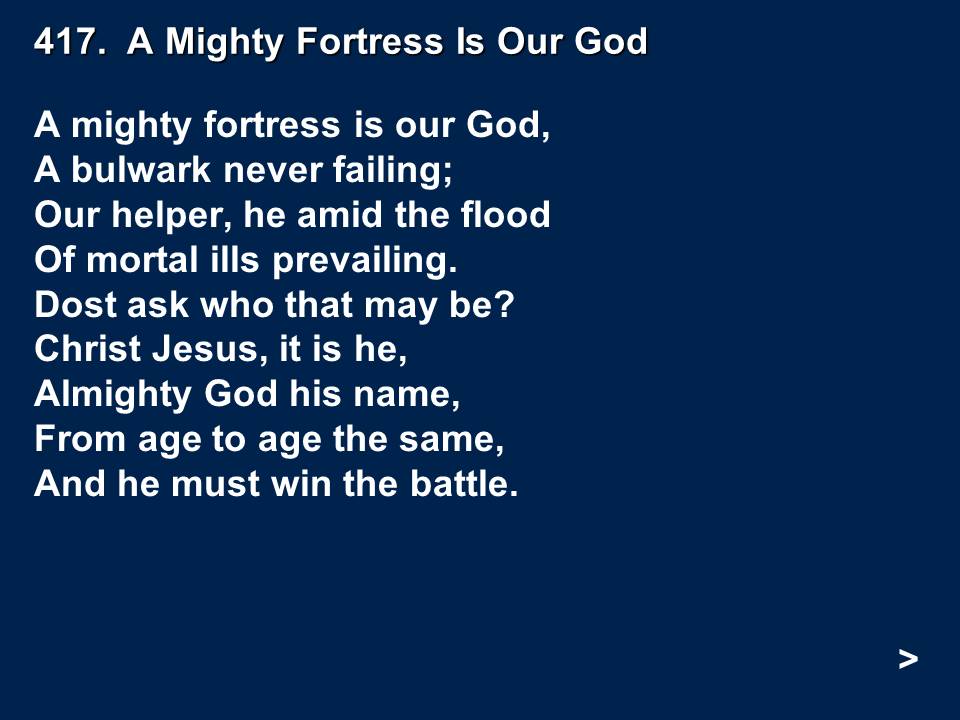 417. A Mighty Fortress Is Our God
A mighty fortress is our God,
A bulwark never failing;
Our helper, he amid the flood
Of mortal ills prevailing.
Dost ask who that may be?
Christ Jesus, it is he,
Almighty God his name,
From age to age the same,
And he must win the battle.
>